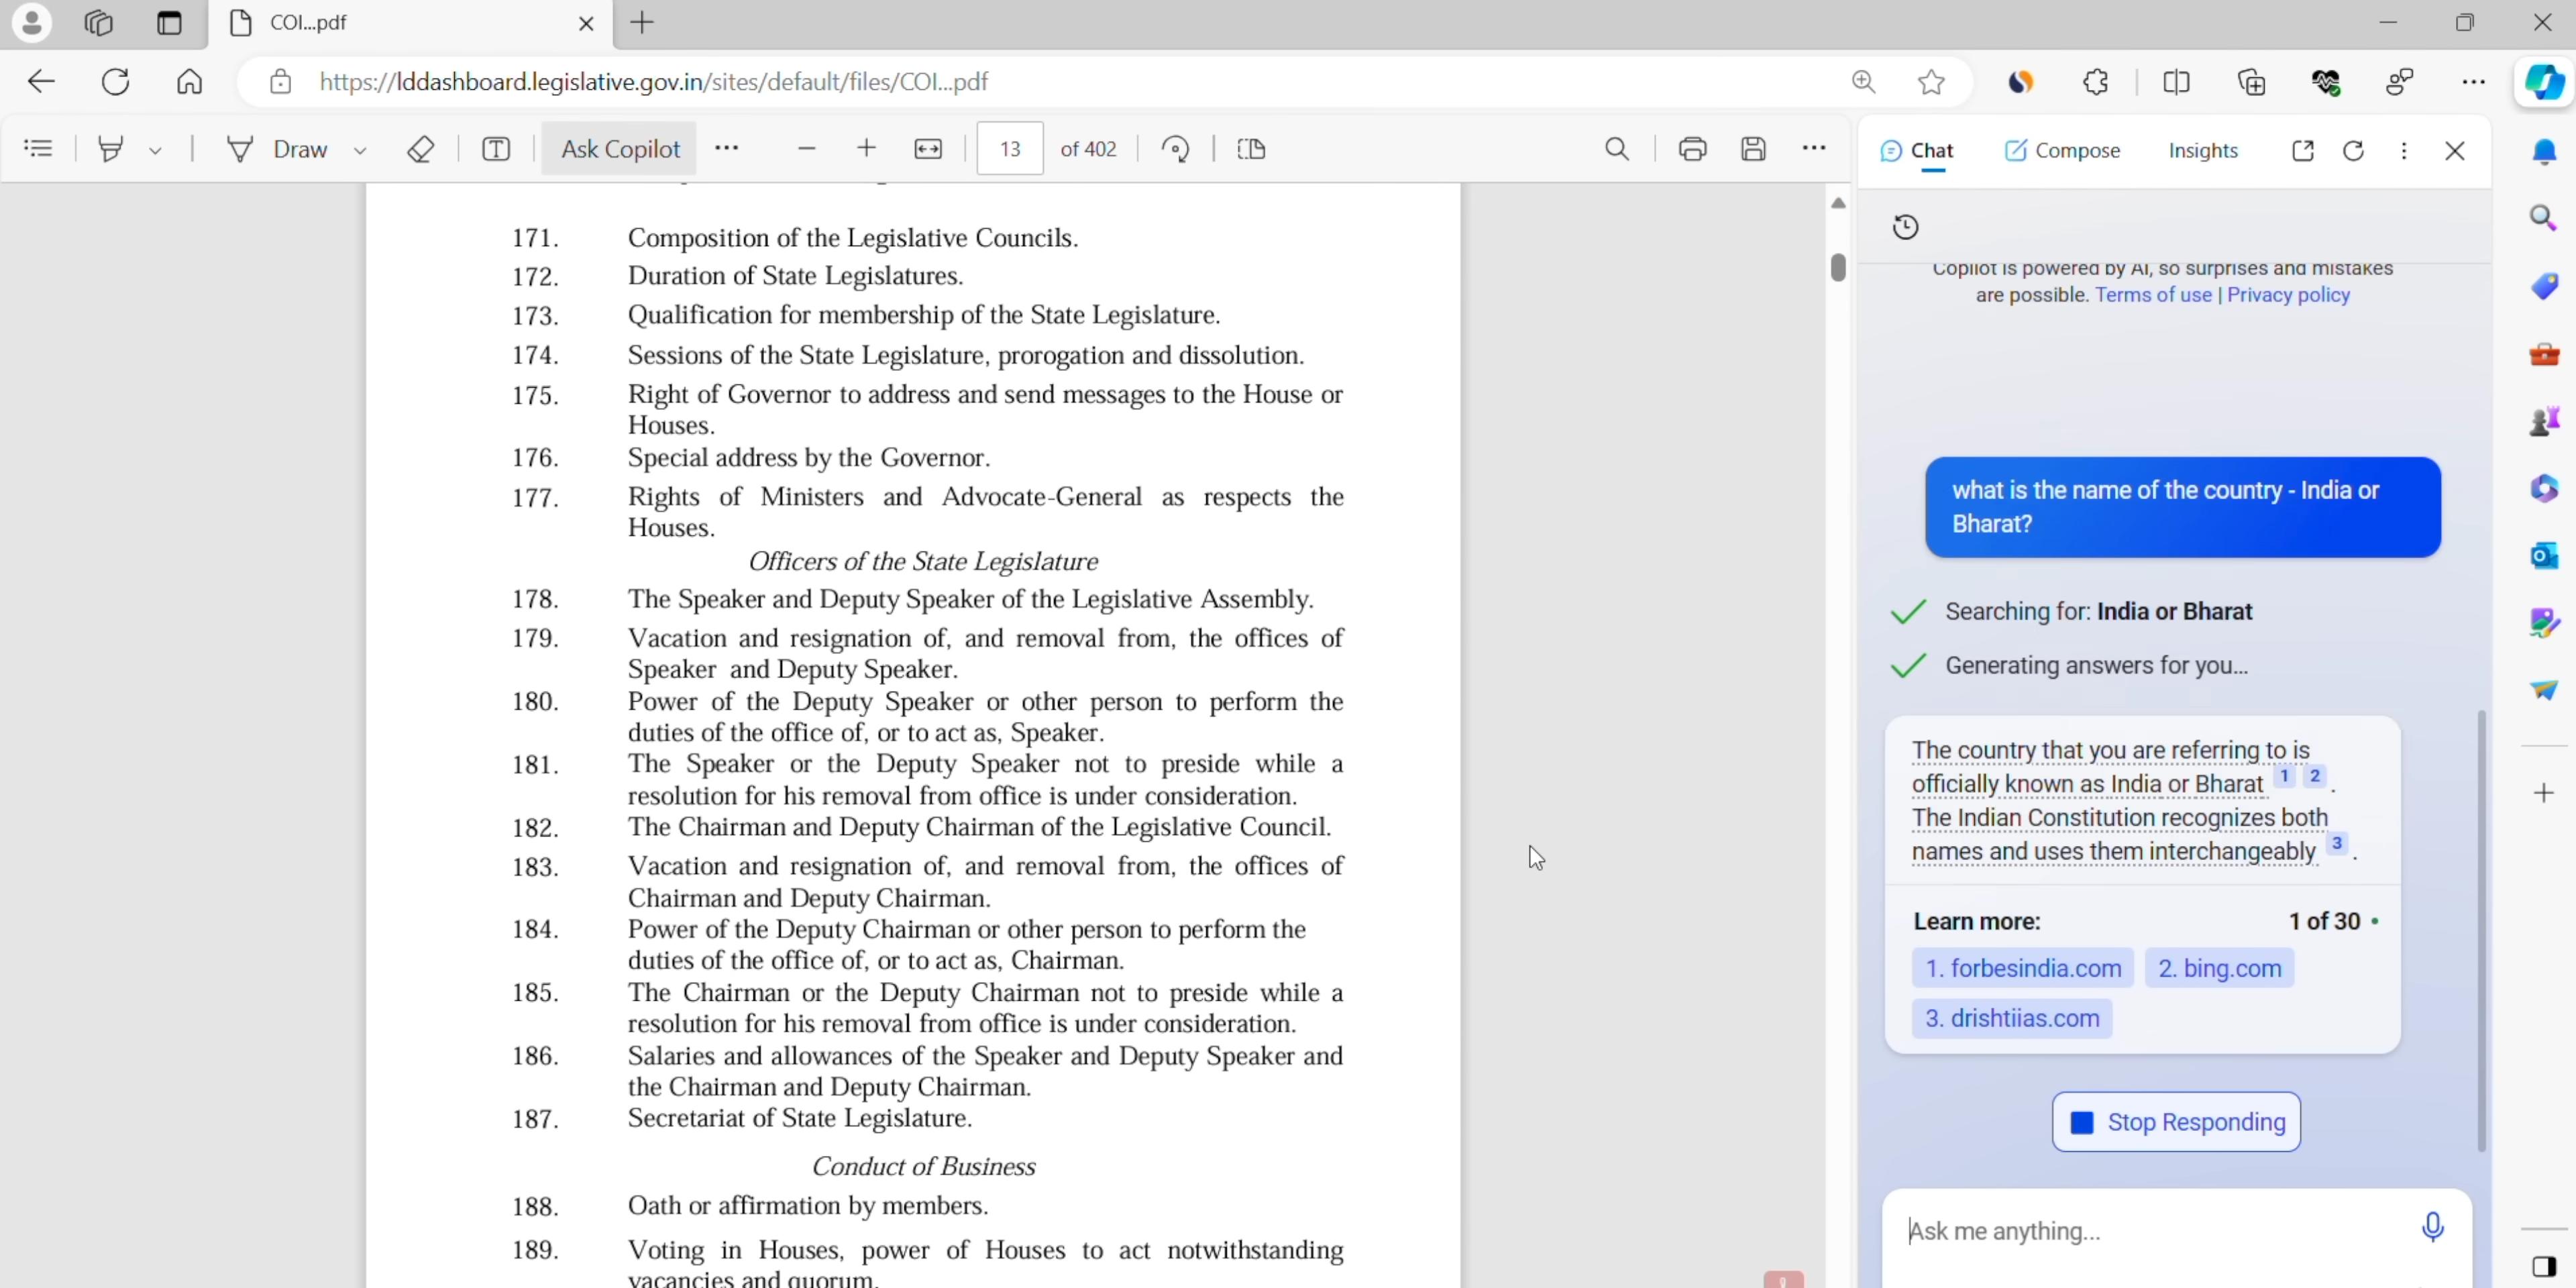 COI...pdf
https://lddashboard.legislative.gov.in/sites/default/files/COI...pdf
Draw
Ask Copilot
13 of 402
171. Composition of the Legislative Councils.
172. Duration of State Legislatures.
173. Qualification for membership of the State Legislature.
174. Sessions of the State Legislature, prorogation and dissolution.
175. Right of Governor to address and send messages to the House or
Houses.
176. Special address by the Governor.
177. Rights of Ministers and Advocate-General as respects the
Houses.
Officers of the State Legislature
178. The Speaker and Deputy Speaker of the Legislative Assembly.
179. Vacation and resignation of, and removal from, the offices of
Speaker and Deputy Speaker.
180. Power of the Deputy Speaker or other person to perform the
duties of the office of, or to act as, Speaker.
181. The Speaker or the Deputy Speaker not to preside while a
resolution for his removal from office is under consideration.
182. The Chairman and Deputy Chairman of the Legislative Council.
183. Vacation and resignation of, and removal from, the offices of
Chairman and Deputy Chairman.
184. Power of the Deputy Chairman or other person to perform the
duties of the office of, or to act as, Chairman.
185. The Chairman or the Deputy Chairman not to preside while a
resolution for his removal from office is under consideration.
186. Salaries and allowances of the Speaker and Deputy Speaker and
the Chairman and Deputy Chairman.
187. Secretariat of State Legislature.
Conduct of Business
188. Oath or affirmation by members.
189. Voting in Houses, power of Houses to act notwithstanding
vacancies and quorum.
Chat
Compose
Insights
Copilot is powered by AI, so surprises and mistakes
are possible. Terms of use | Privacy policy
what is the name of the country - India or
Bharat?
Searching for: India or Bharat
Generating answers for you...
The country that you are referring to is
officially known as India or Bharat 1 2 .
The Indian Constitution recognizes both
names and uses them interchangeably 3 .
Learn more: 1 of 30
1. forbesindia.com 2. bing.com
3. drishtiias.com
Stop Responding
Ask me anything...